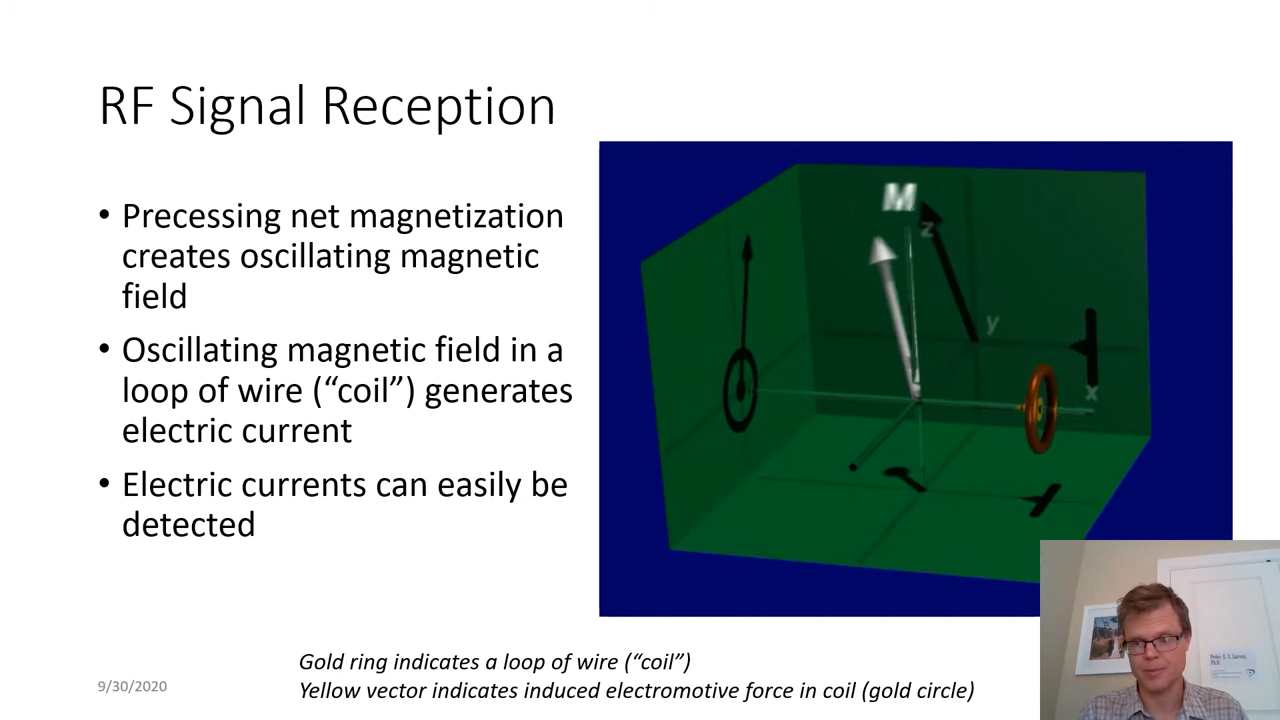 RF Signal Reception
• Precessing net magnetization
creates oscillating magnetic
field
• Oscillating magnetic field in a
loop of wire (“coil”) generates
electric current
• Electric currents can easily be
detected
M
z
y
x
Gold ring indicates a loop of wire (“coil”)
Yellow vector indicates induced electromotive force in coil (gold circle)
9/30/2020
Ph.D.